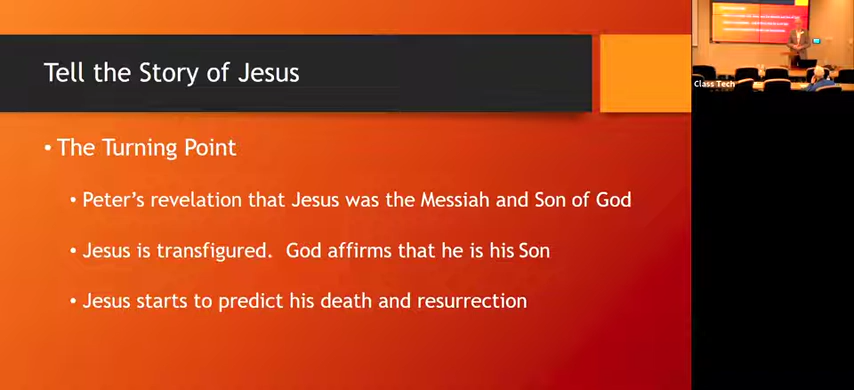 Tell the Story of Jesus
• The Turning Point
• Peter's revelation that Jesus was the Messiah and Son of God
• Jesus is transfigured.  God affirms that he is his Son
• Jesus starts to predict his death and resurrection
Class Tech